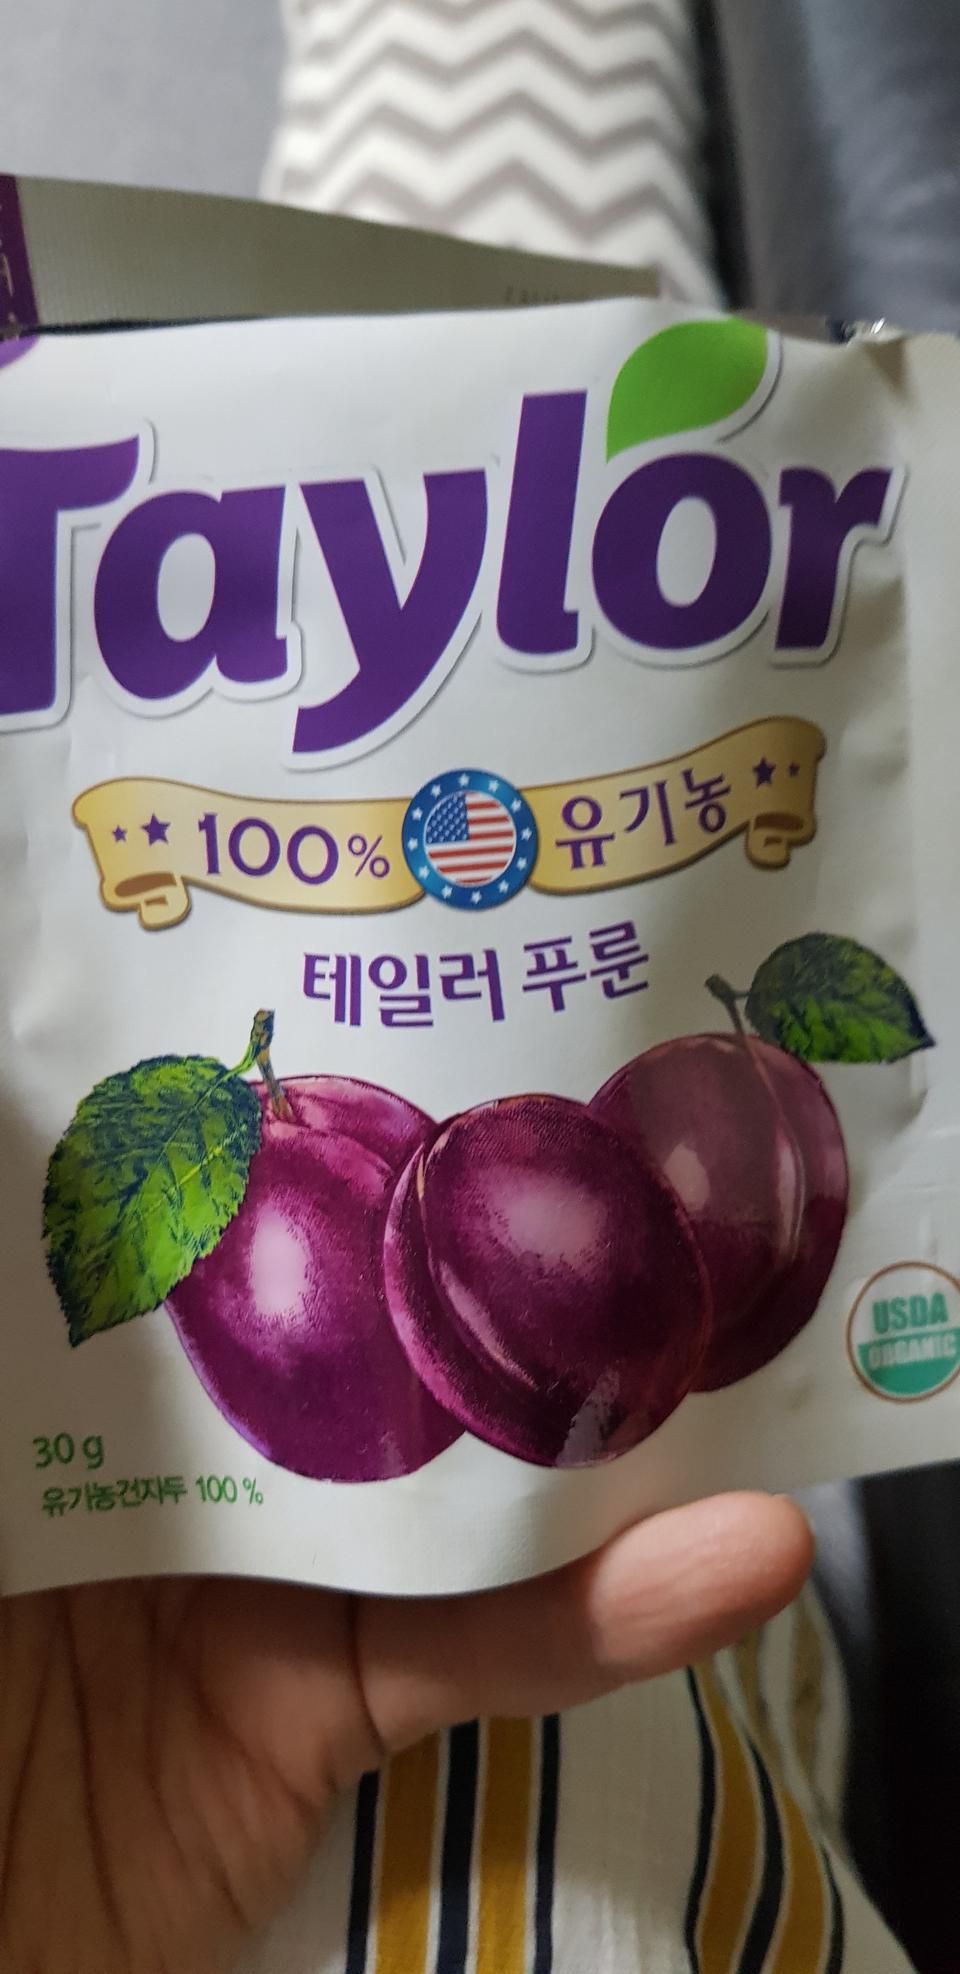 Taylor
100% 유기농
테일러 푸룬
USDA
ORGANIC
30 g
유기농건자두 100 %